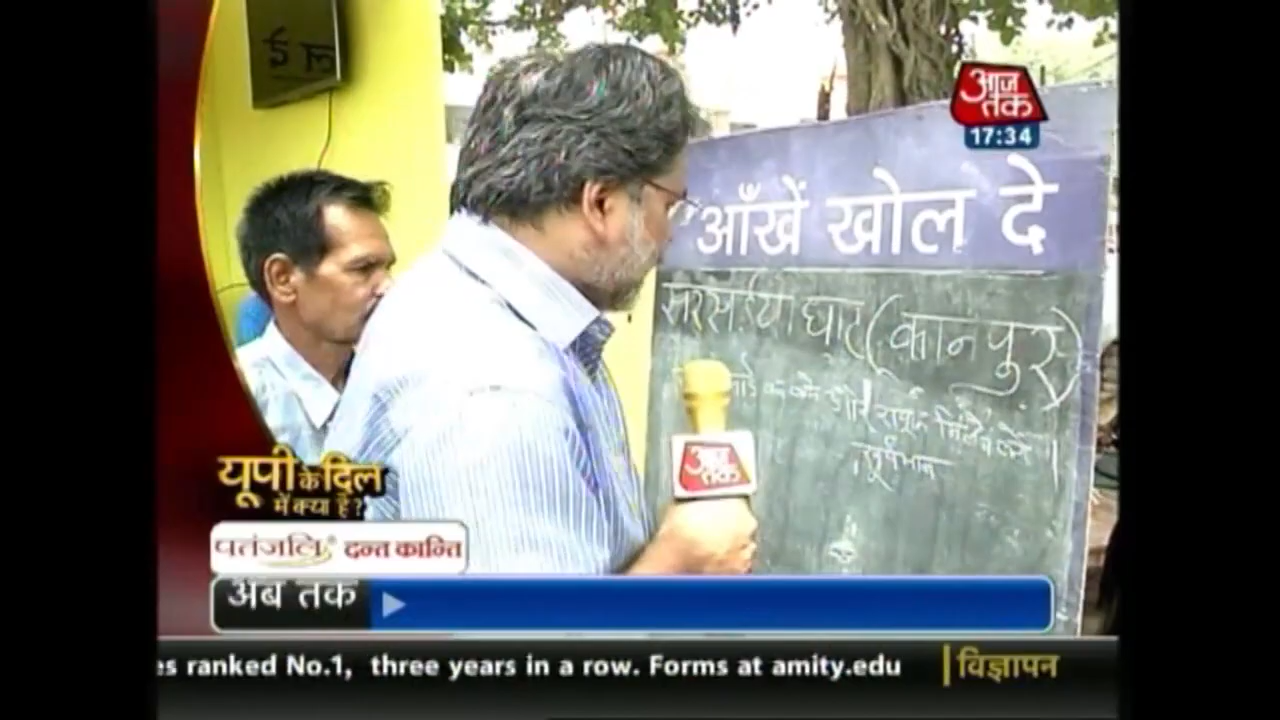 आज
तक
17:34
"आँखें खोल दे
सरसईया घाट (कानपुर)
आज
तक
यूपी के दिल
में क्या है?
पतंजलि® दन्त कान्ति
अब तक
es ranked No.1, three years in a row. Forms at amity.edu
विज्ञापन